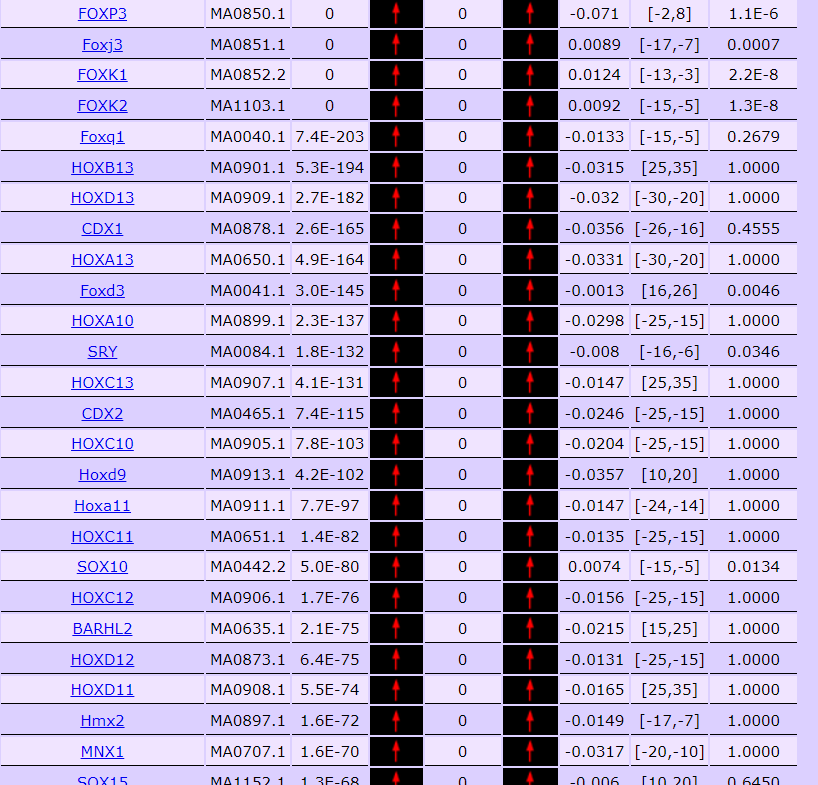 FOXP3 MA0850.1 0 0 -0.071 [-2,8] 1.1E-6
Foxj3 MA0851.1 0 0 0.0089 [-17,-7] 0.0007
FOXK1 MA0852.2 0 0 0.0124 [-13,-3] 2.2E-8
FOXK2 MA1103.1 0 0 0.0092 [-15,-5] 1.3E-8
Foxq1 MA0040.1 7.4E-203 0 -0.0133 [-15,-5] 0.2679
HOXB13 MA0901.1 5.3E-194 0 -0.0315 [25,35] 1.0000
HOXD13 MA0909.1 2.7E-182 0 -0.032 [-30,-20] 1.0000
CDX1 MA0878.1 2.6E-165 0 -0.0356 [-26,-16] 0.4555
HOXA13 MA0650.1 4.9E-164 0 -0.0331 [-30,-20] 1.0000
Foxd3 MA0041.1 3.0E-145 0 -0.0013 [16,26] 0.0046
HOXA10 MA0899.1 2.3E-137 0 -0.0298 [-25,-15] 1.0000
SRY MA0084.1 1.8E-132 0 -0.008 [-16,-6] 0.0346
HOXC13 MA0907.1 4.1E-131 0 -0.0147 [25,35] 1.0000
CDX2 MA0465.1 7.4E-115 0 -0.0246 [-25,-15] 1.0000
HOXC10 MA0905.1 7.8E-103 0 -0.0204 [-25,-15] 1.0000
Hoxd9 MA0913.1 4.2E-102 0 -0.0357 [10,20] 1.0000
Hoxa11 MA0911.1 7.7E-97 0 -0.0147 [-24,-14] 1.0000
HOXC11 MA0651.1 1.4E-82 0 -0.0135 [-25,-15] 1.0000
SOX10 MA0442.2 5.0E-80 0 0.0074 [-15,-5] 0.0134
HOXC12 MA0906.1 1.7E-76 0 -0.0156 [-25,-15] 1.0000
BARHL2 MA0635.1 2.1E-75 0 -0.0215 [15,25] 1.0000
HOXD12 MA0873.1 6.4E-75 0 -0.0131 [-25,-15] 1.0000
HOXD11 MA0908.1 5.5E-74 0 -0.0165 [25,35] 1.0000
Hmx2 MA0897.1 1.6E-72 0 -0.0149 [-17,-7] 1.0000
MNX1 MA0707.1 1.6E-70 0 -0.0317 [-20,-10] 1.0000
SOX15 MA1152.1 1.3E-68 0 -0.006 [10,20] 0.6450